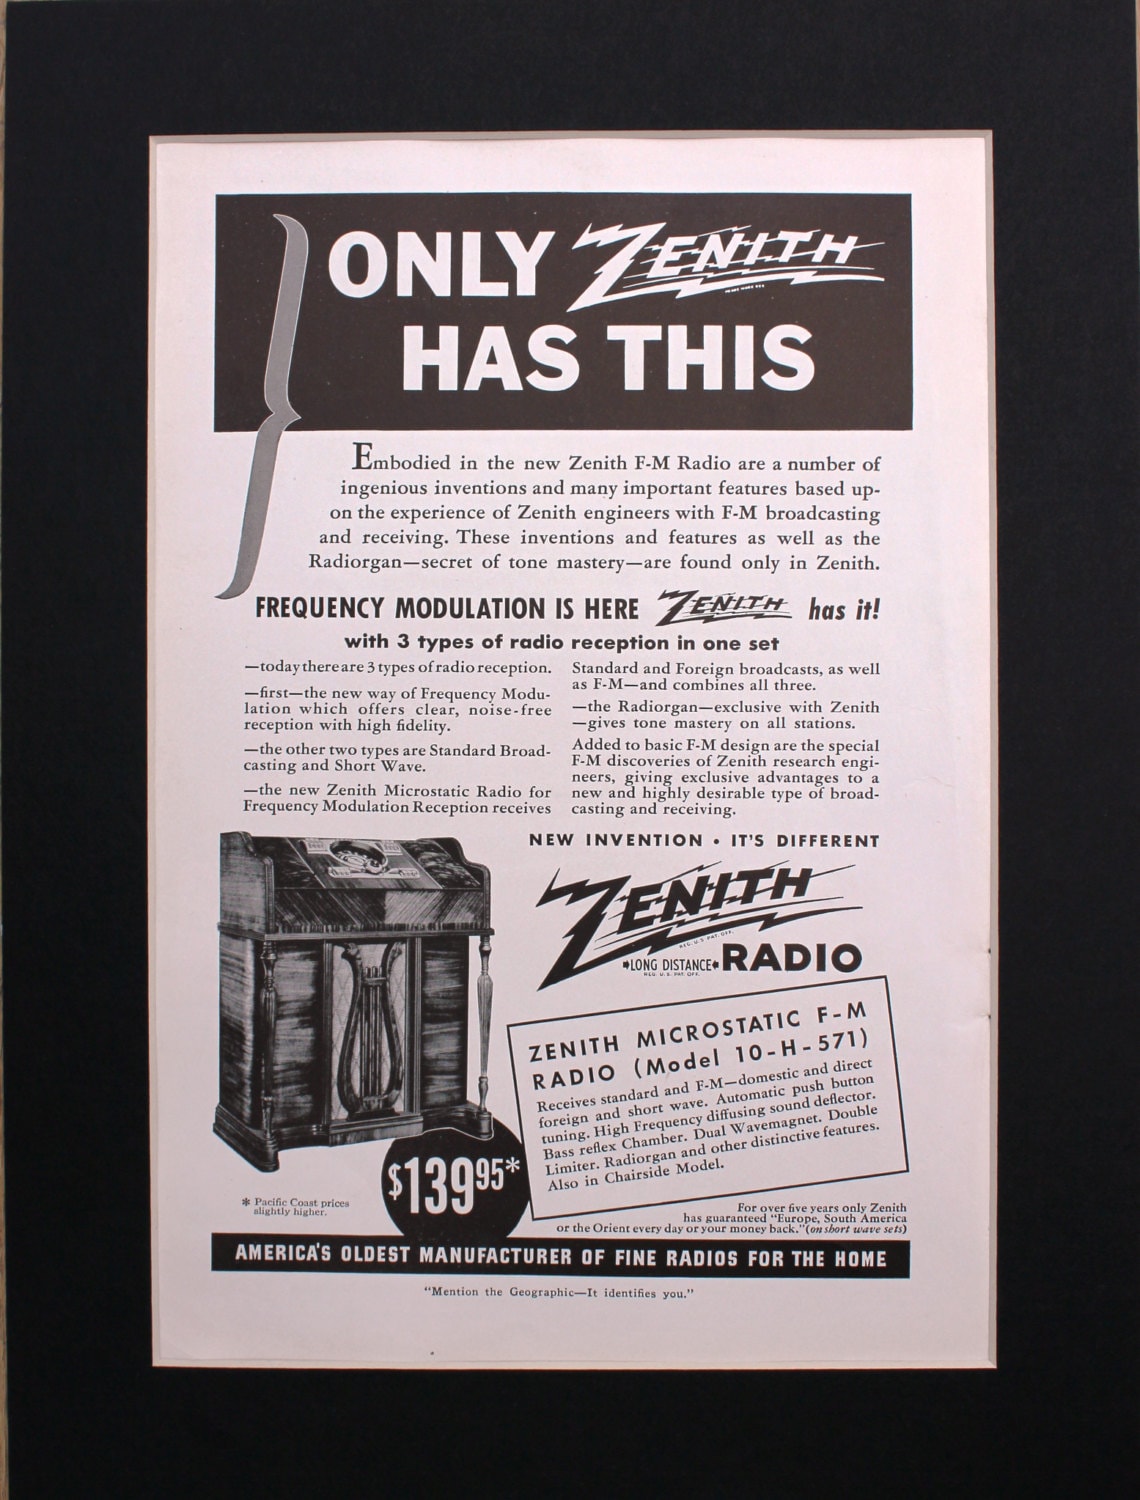 ONLY ZENITH
HAS THIS
Embodied in the new Zenith F-M Radio are a number of
ingenious inventions and many important features based up-
on the experience of Zenith engineers with F-M broadcasting
and receiving. These inventions and features as well as the
Radiorgan—secret of tone mastery—are found only in Zenith.
FREQUENCY MODULATION IS HERE ZENITH has it!
with 3 types of radio reception in one set
—today there are 3 types of radio reception.
—first—the new way of Frequency Modu-
lation which offers clear, noise-free
reception with high fidelity.
—the other two types are Standard Broad-
casting and Short Wave.
—the new Zenith Microstatic Radio for
Frequency Modulation Reception receives
Standard and Foreign broadcasts, as well
as F-M—and combines all three.
—the Radiorgan—exclusive with Zenith
—gives tone mastery on all stations.
Added to basic F-M design are the special
F-M discoveries of Zenith research engi-
neers, giving exclusive advantages to a
new and highly desirable type of broad-
casting and receiving.
NEW INVENTION • IT'S DIFFERENT
ZENITH
REG. U.S. PAT. OFF.
LONG DISTANCE RADIO
REG. U.S. PAT. OFF.
ZENITH MICROSTATIC F-M
RADIO (Model 10-H-571)
Receives standard and F-M—domestic and direct
foreign and short wave. Automatic push button
tuning. High Frequency diffusing sound deflector.
Bass reflex Chamber. Dual Wavemagnet. Double
Limiter. Radiorgan and other distinctive features.
Also in Chairside Model.
$139.95*
* Pacific Coast prices
slightly higher.
For over five years only Zenith
has guaranteed "Europe, South America
or the Orient every day or your money back." (on short wave sets)
AMERICA'S OLDEST MANUFACTURER OF FINE RADIOS FOR THE HOME
"Mention the Geographic—It identifies you."